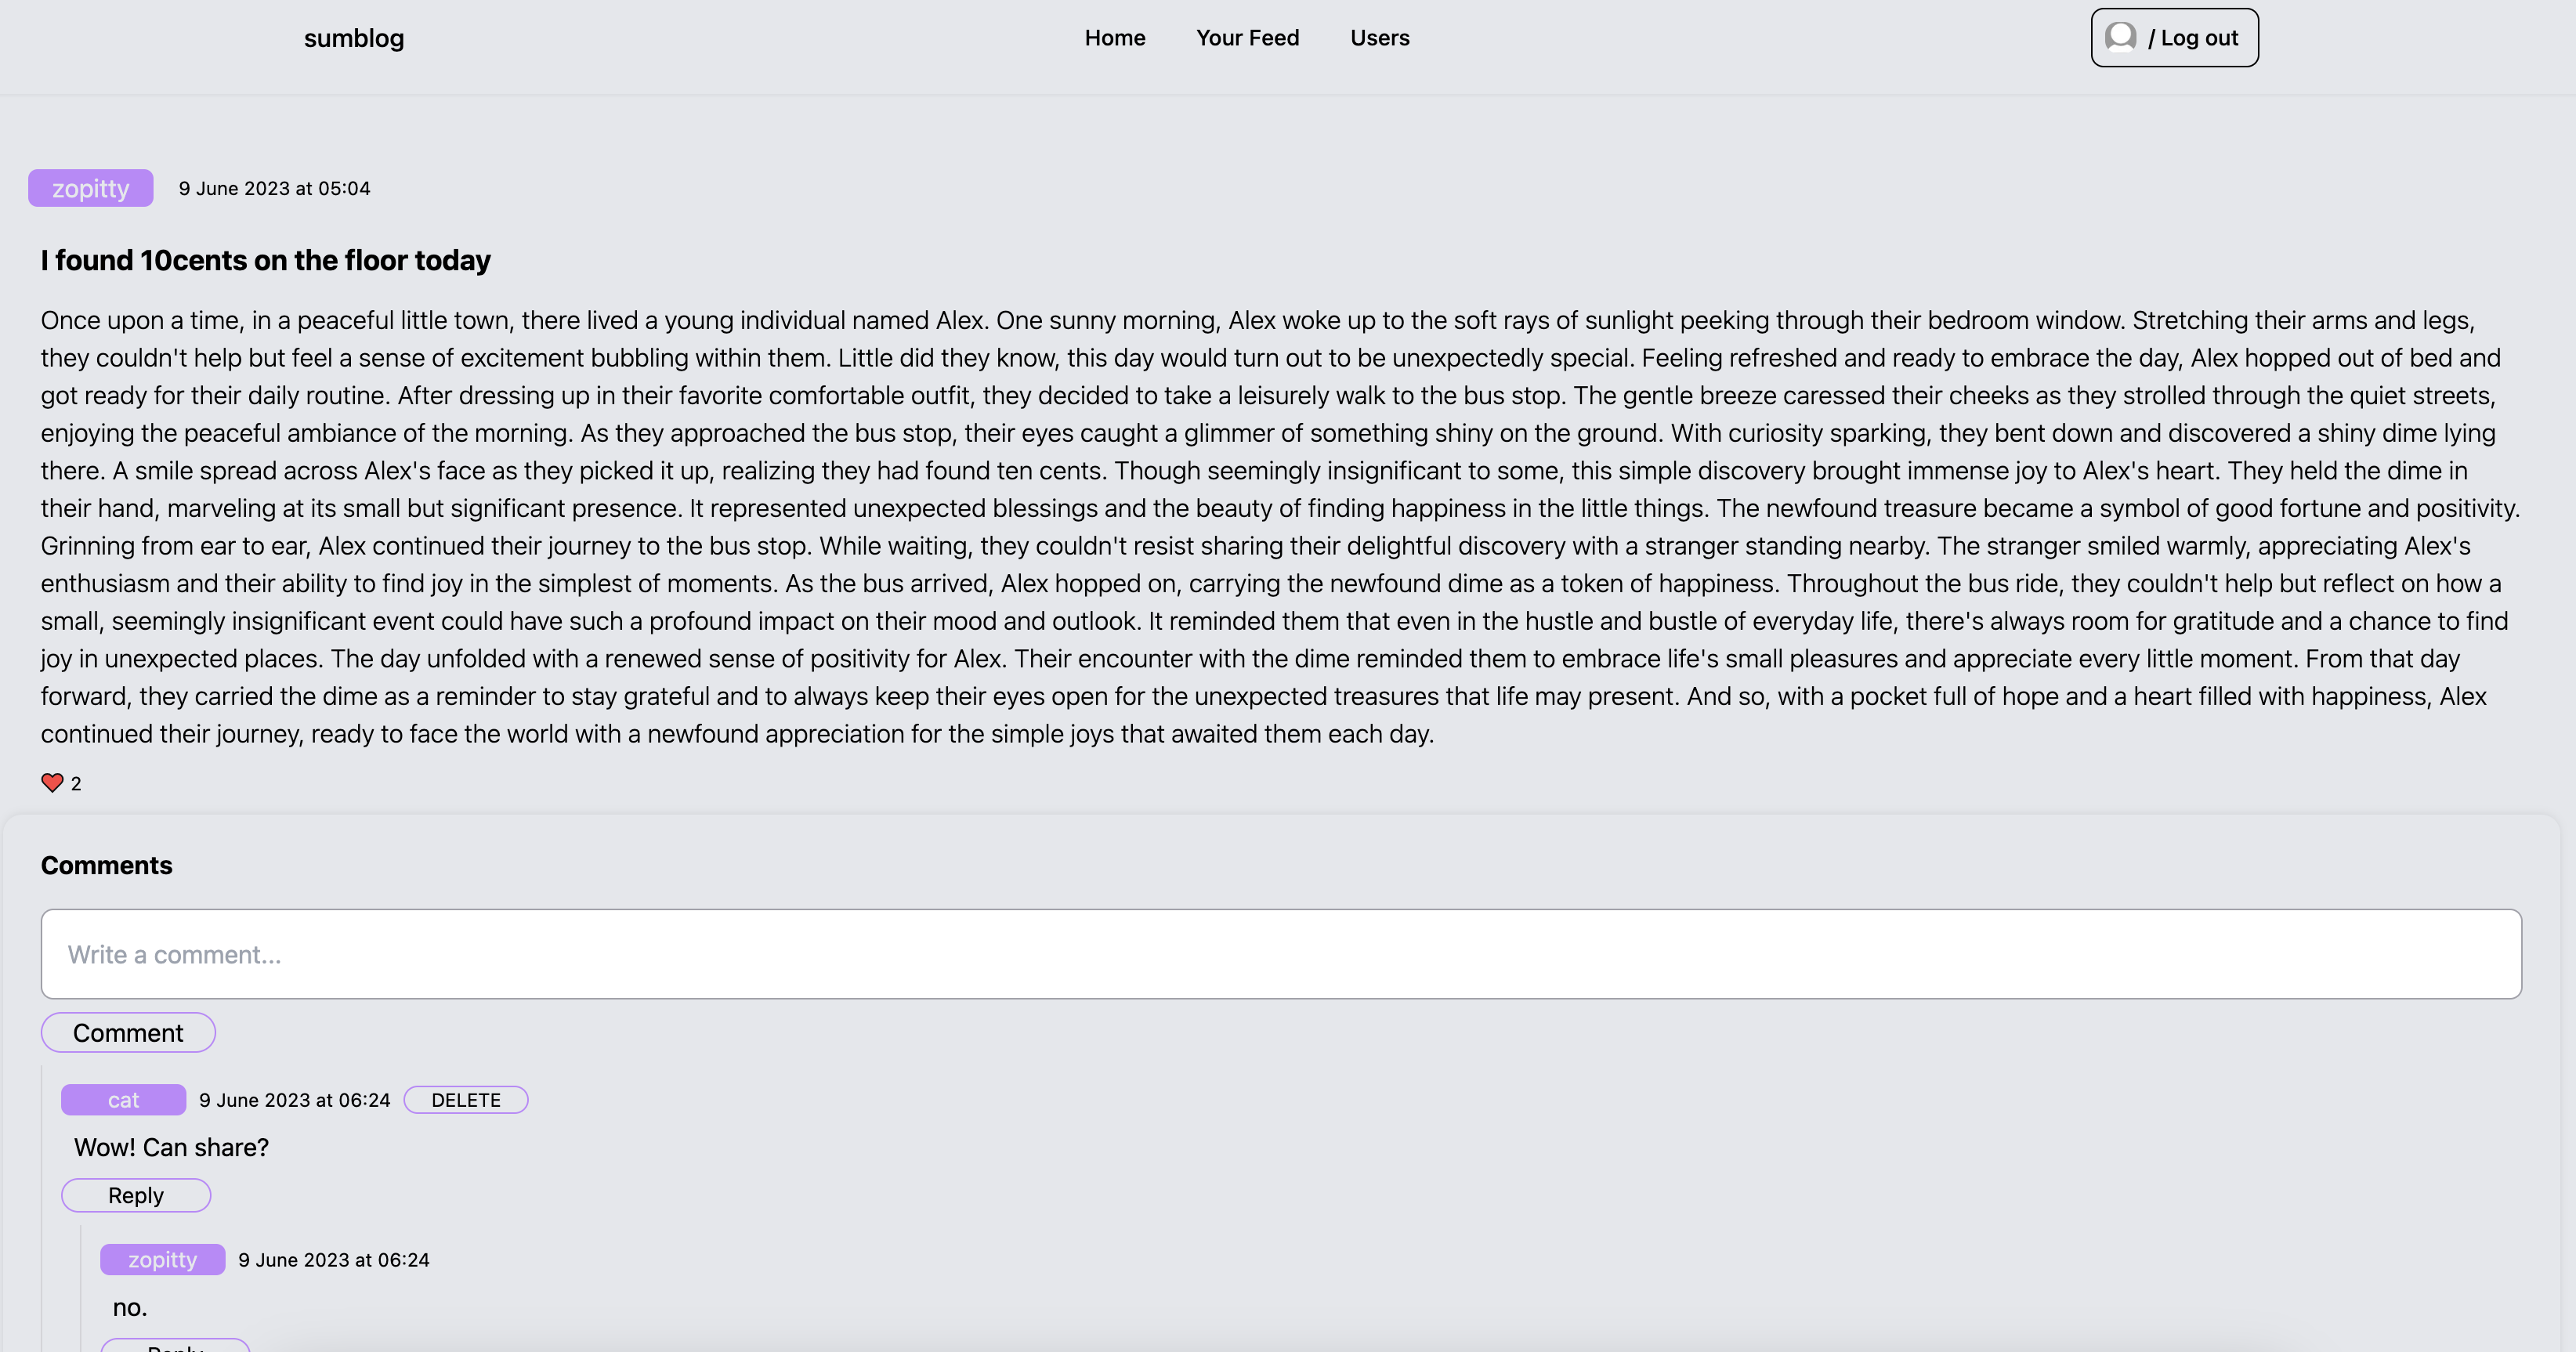 sumblog
Home
Your Feed
Users
/ Log out
zopitty
9 June 2023 at 05:04
I found 10cents on the floor today
Once upon a time, in a peaceful little town, there lived a young individual named Alex. One sunny morning, Alex woke up to the soft rays of sunlight peeking through their bedroom window. Stretching their arms and legs,
they couldn't help but feel a sense of excitement bubbling within them. Little did they know, this day would turn out to be unexpectedly special. Feeling refreshed and ready to embrace the day, Alex hopped out of bed and
got ready for their daily routine. After dressing up in their favorite comfortable outfit, they decided to take a leisurely walk to the bus stop. The gentle breeze caressed their cheeks as they strolled through the quiet streets,
enjoying the peaceful ambiance of the morning. As they approached the bus stop, their eyes caught a glimmer of something shiny on the ground. With curiosity sparking, they bent down and discovered a shiny dime lying
there. A smile spread across Alex's face as they picked it up, realizing they had found ten cents. Though seemingly insignificant to some, this simple discovery brought immense joy to Alex's heart. They held the dime in
their hand, marveling at its small but significant presence. It represented unexpected blessings and the beauty of finding happiness in the little things. The newfound treasure became a symbol of good fortune and positivity.
Grinning from ear to ear, Alex continued their journey to the bus stop. While waiting, they couldn't resist sharing their delightful discovery with a stranger standing nearby. The stranger smiled warmly, appreciating Alex's
enthusiasm and their ability to find joy in the simplest of moments. As the bus arrived, Alex hopped on, carrying the newfound dime as a token of happiness. Throughout the bus ride, they couldn't help but reflect on how a
small, seemingly insignificant event could have such a profound impact on their mood and outlook. It reminded them that even in the hustle and bustle of everyday life, there's always room for gratitude and a chance to find
joy in unexpected places. The day unfolded with a renewed sense of positivity for Alex. Their encounter with the dime reminded them to embrace life's small pleasures and appreciate every little moment. From that day
forward, they carried the dime as a reminder to stay grateful and to always keep their eyes open for the unexpected treasures that life may present. And so, with a pocket full of hope and a heart filled with happiness, Alex
continued their journey, ready to face the world with a newfound appreciation for the simple joys that awaited them each day.
2
Comments
Write a comment...
Comment
cat
9 June 2023 at 06:24
DELETE
Wow! Can share?
Reply
zopitty
9 June 2023 at 06:24
no.
Reply